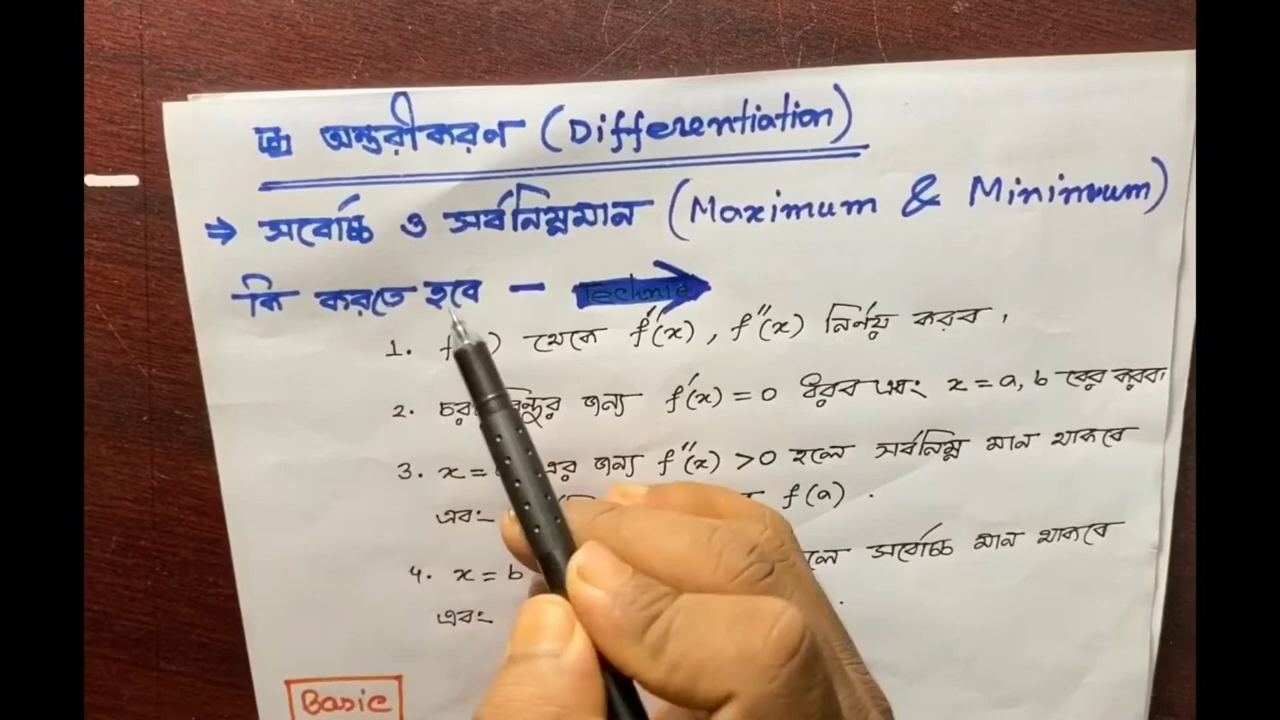 অন্তরীকরণ (Differentiation)
⇒ সর্বোচ্চ ও সর্বনিম্নমান (Maximum & Minimum)
কি করতে হবে - Technic
1. থেকে f'(x), f''(x) নির্ণয় করব।
2. জন্য f'(x) = 0 ধরব এবং x = a, b বের করব।
3. x = এর জন্য f''(x) > 0 হলে সর্বনিম্ন মান থাকবে
এবং f(a).
4. x = b সর্বোচ্চ মান থাকবে
এবং
Basic